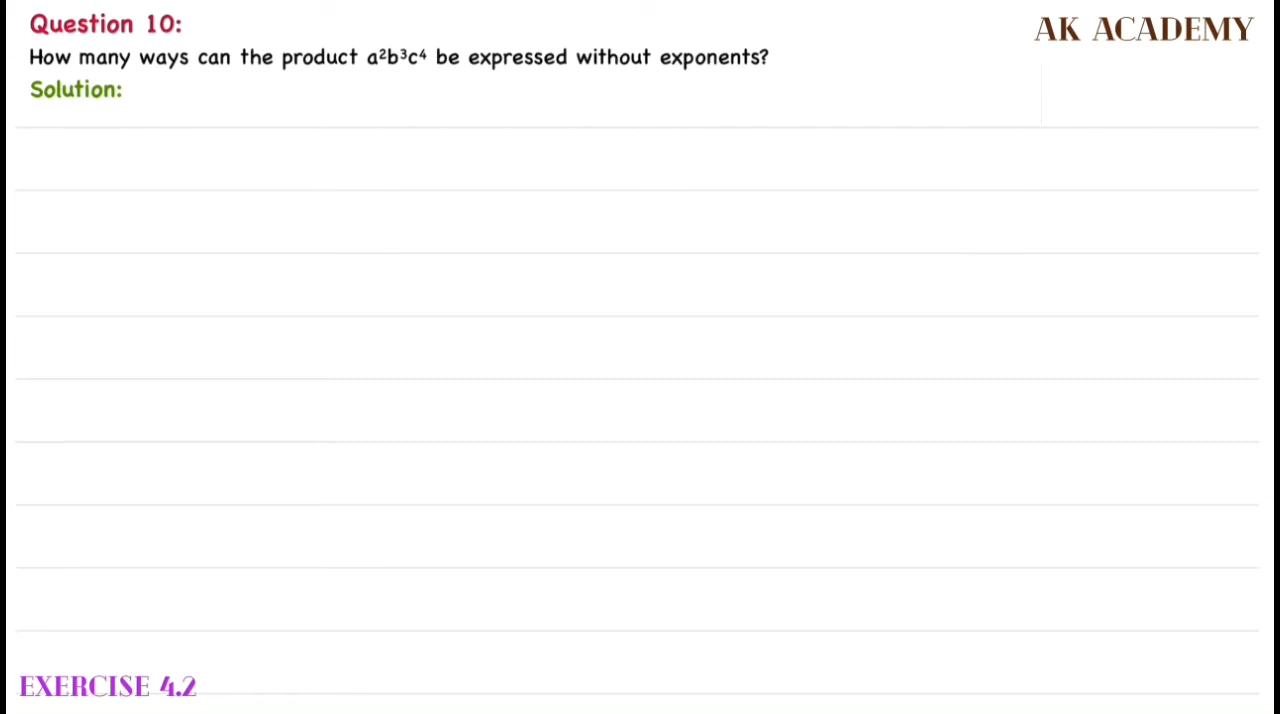 Question 10:
AK ACADEMY
How many ways can the product a²b³c⁴ be expressed without exponents?
Solution:
EXERCISE 4.2